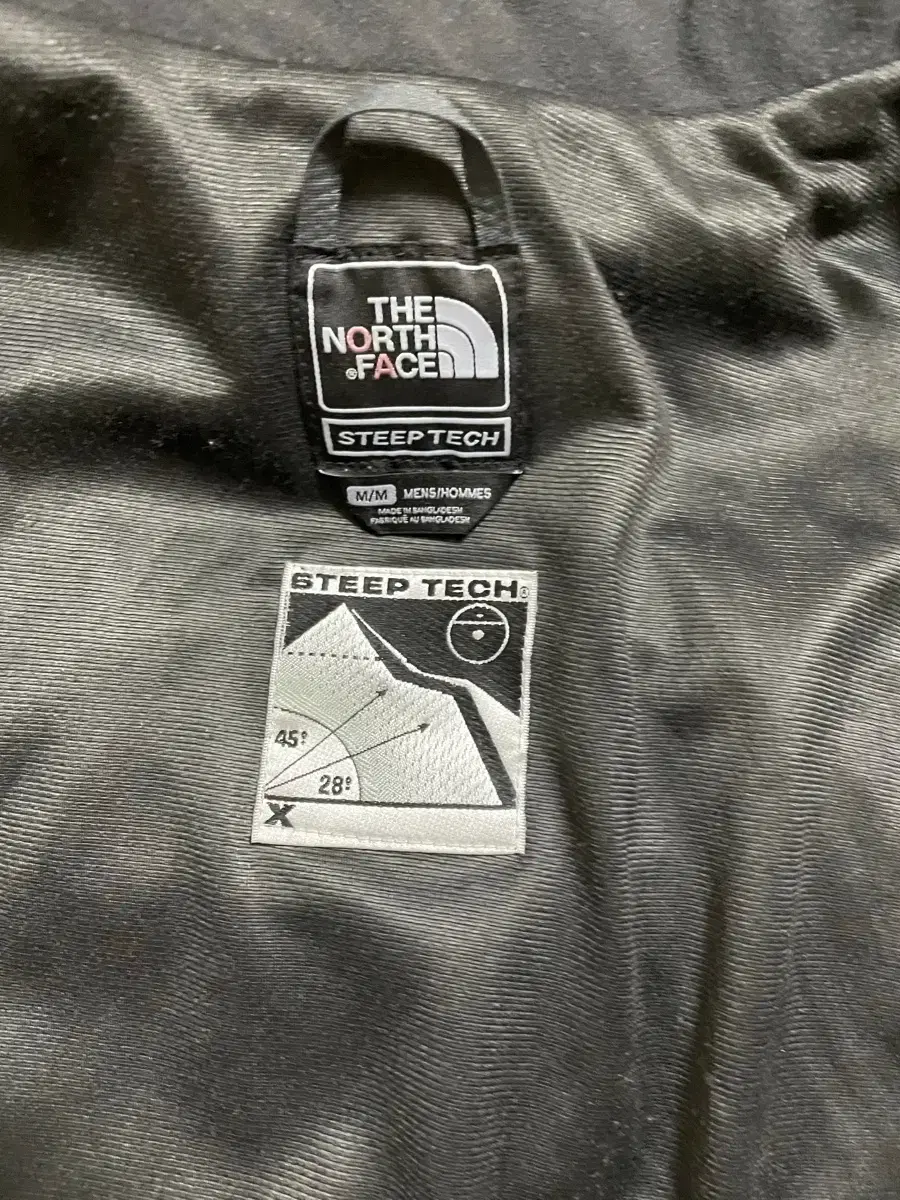 THE
NORTH
®FACE
STEEP TECH
M/M MENS/HOMMES
MADE IN BANGLADESH
FABRIQUÉ AU BANGLADESH
STEEP TECH®
45°
28°
X